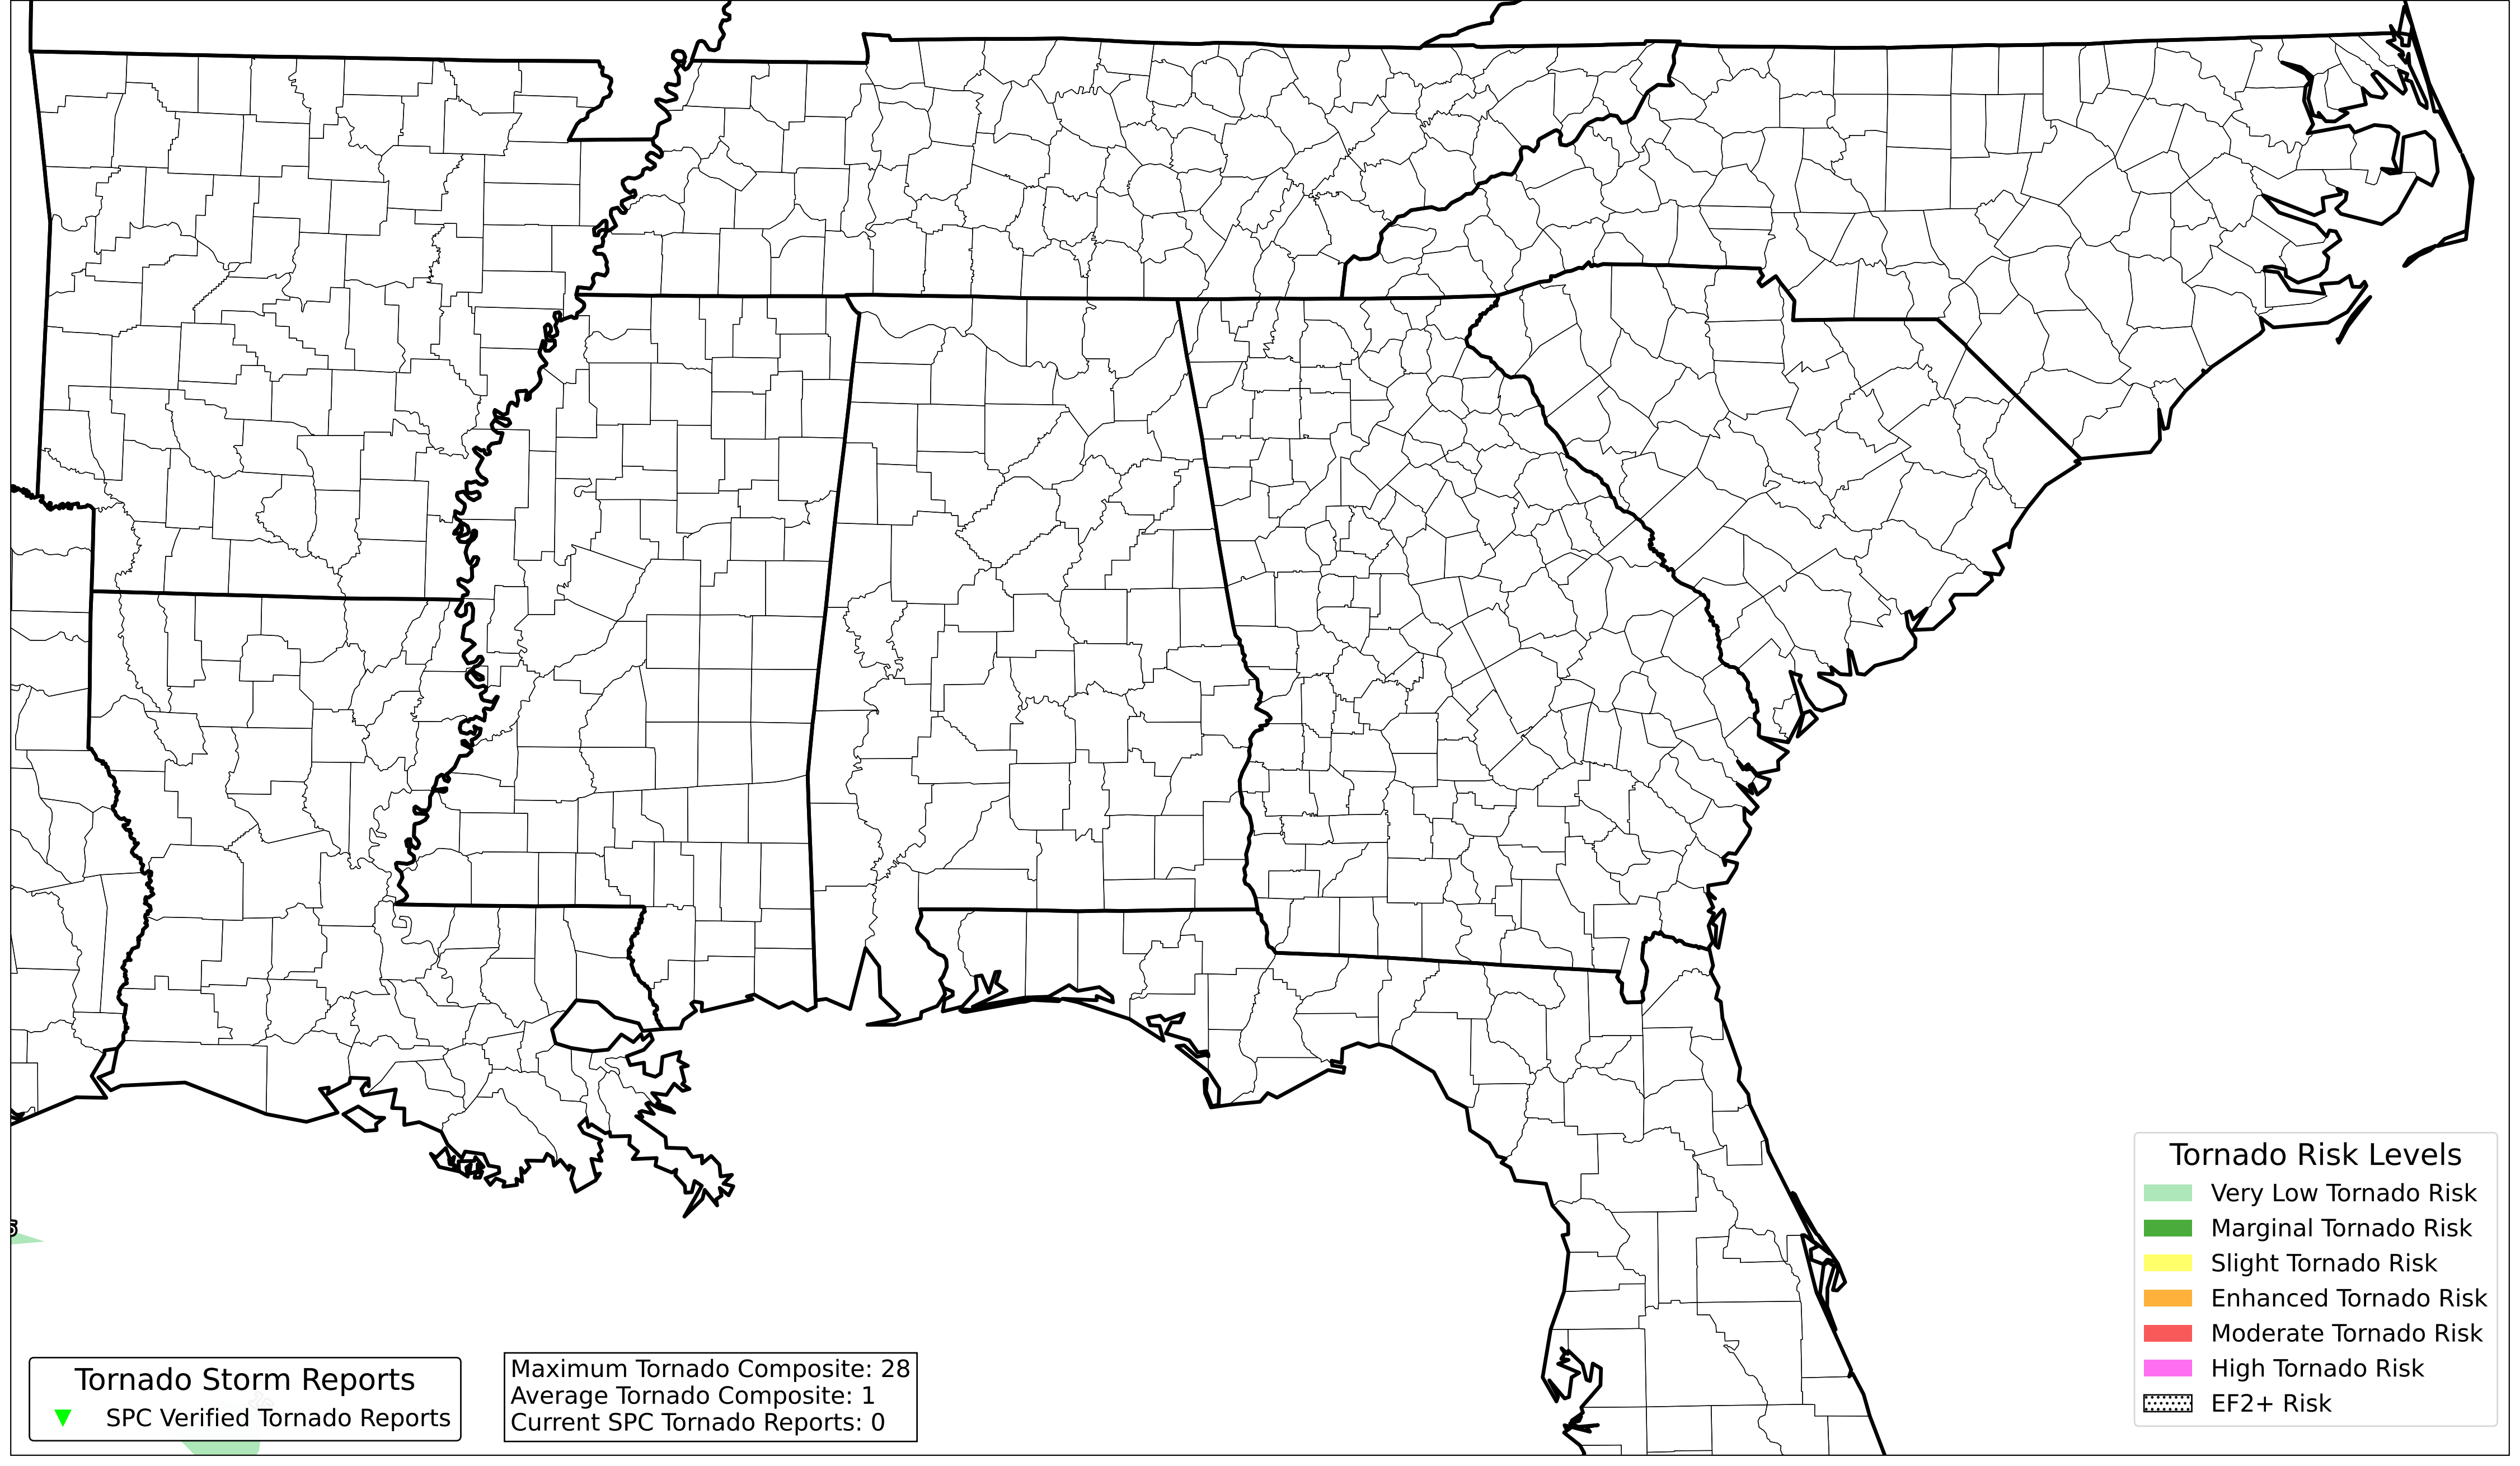 Tornado Risk Levels
Very Low Tornado Risk
Marginal Tornado Risk
Slight Tornado Risk
Enhanced Tornado Risk
Moderate Tornado Risk
High Tornado Risk
EF2+ Risk
5
Tornado Storm Reports
SPC Verified Tornado Reports
Maximum Tornado Composite: 28
Average Tornado Composite: 1
Current SPC Tornado Reports: 0